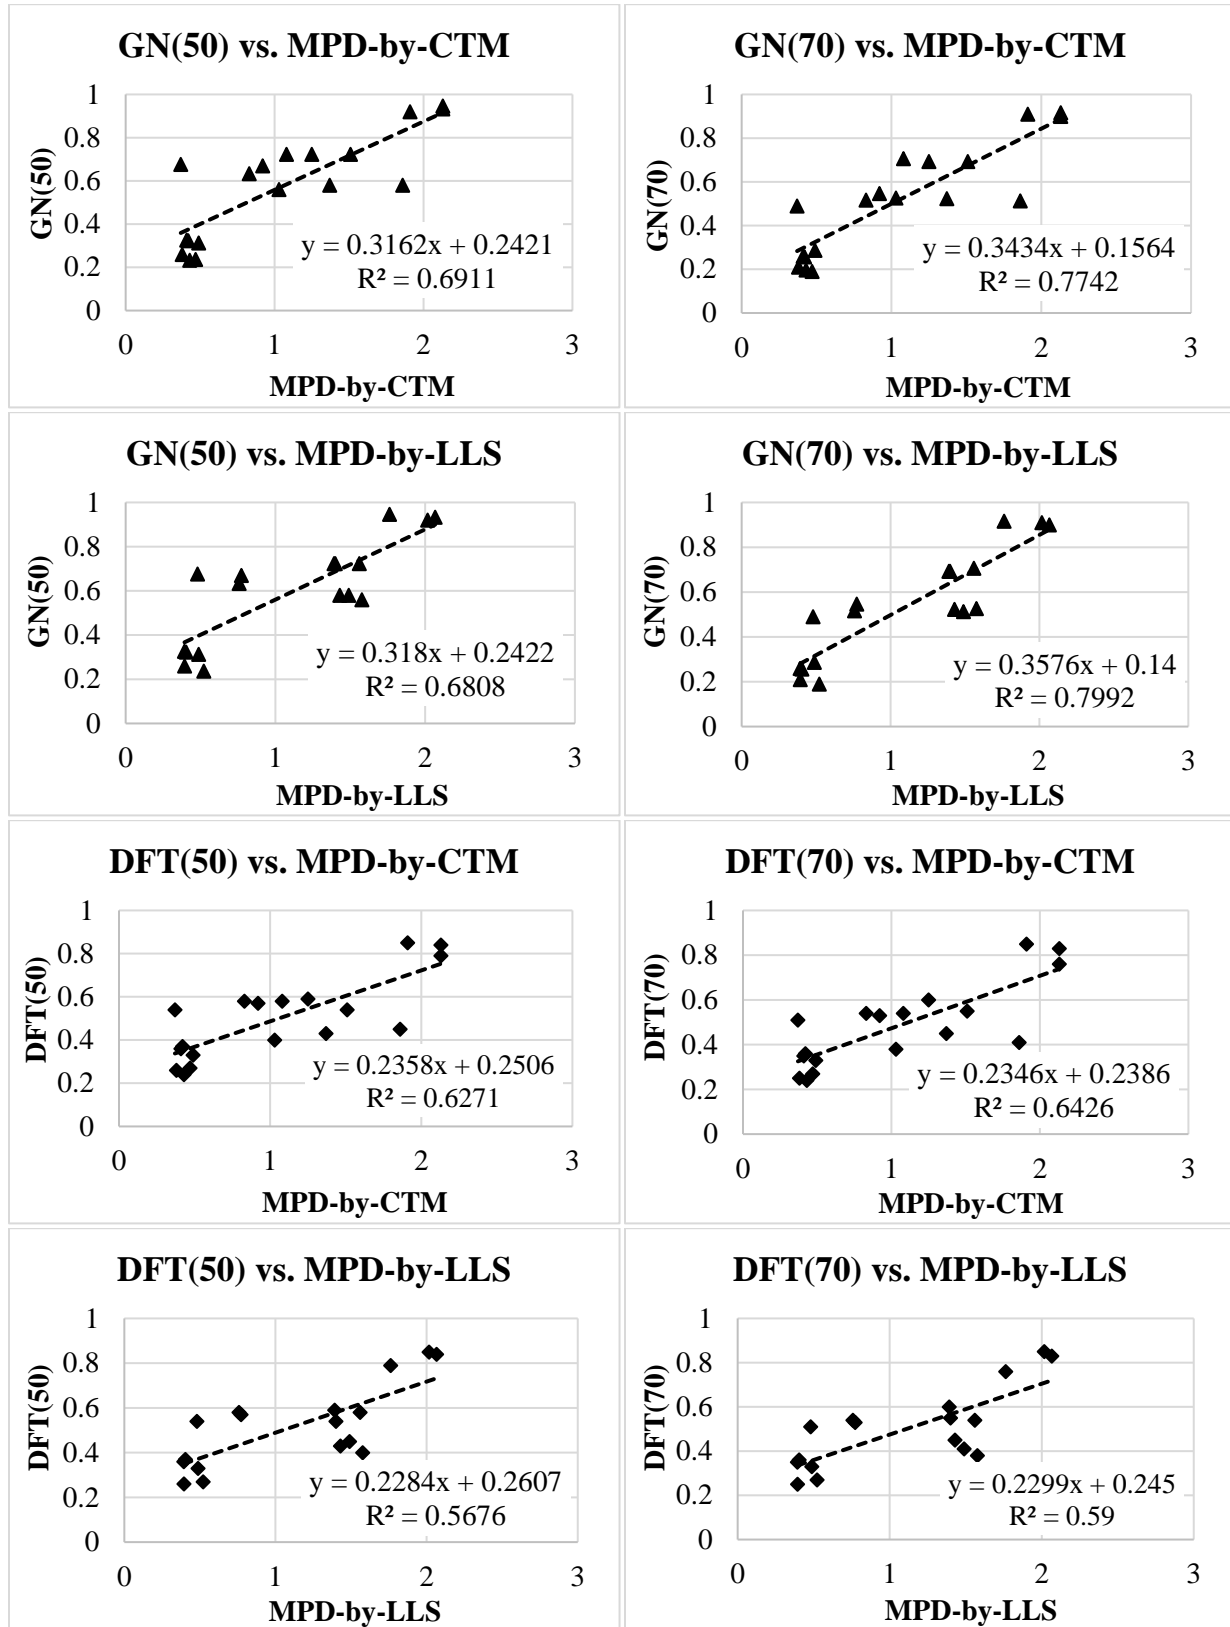 GN(50) vs. MPD-by-CTM
1
0.8
0.6
0.4
0.2
0
GN(50)
y = 0.3162x + 0.2421
R² = 0.6911
0 1 2 3
MPD-by-CTM
GN(70) vs. MPD-by-CTM
1
0.8
0.6
0.4
0.2
0
GN(70)
y = 0.3434x + 0.1564
R² = 0.7742
0 1 2 3
MPD-by-CTM
GN(50) vs. MPD-by-LLS
1
0.8
0.6
0.4
0.2
0
GN(50)
y = 0.318x + 0.2422
R² = 0.6808
0 1 2 3
MPD-by-LLS
GN(70) vs. MPD-by-LLS
1
0.8
0.6
0.4
0.2
0
GN(70)
y = 0.3576x + 0.14
R² = 0.7992
0 1 2 3
MPD-by-LLS
DFT(50) vs. MPD-by-CTM
1
0.8
0.6
0.4
0.2
0
DFT(50)
y = 0.2358x + 0.2506
R² = 0.6271
0 1 2 3
MPD-by-CTM
DFT(70) vs. MPD-by-CTM
1
0.8
0.6
0.4
0.2
0
DFT(70)
y = 0.2346x + 0.2386
R² = 0.6426
0 1 2 3
MPD-by-CTM
DFT(50) vs. MPD-by-LLS
1
0.8
0.6
0.4
0.2
0
DFT(50)
y = 0.2284x + 0.2607
R² = 0.5676
0 1 2 3
MPD-by-LLS
DFT(70) vs. MPD-by-LLS
1
0.8
0.6
0.4
0.2
0
DFT(70)
y = 0.2299x + 0.245
R² = 0.59
0 1 2 3
MPD-by-LLS